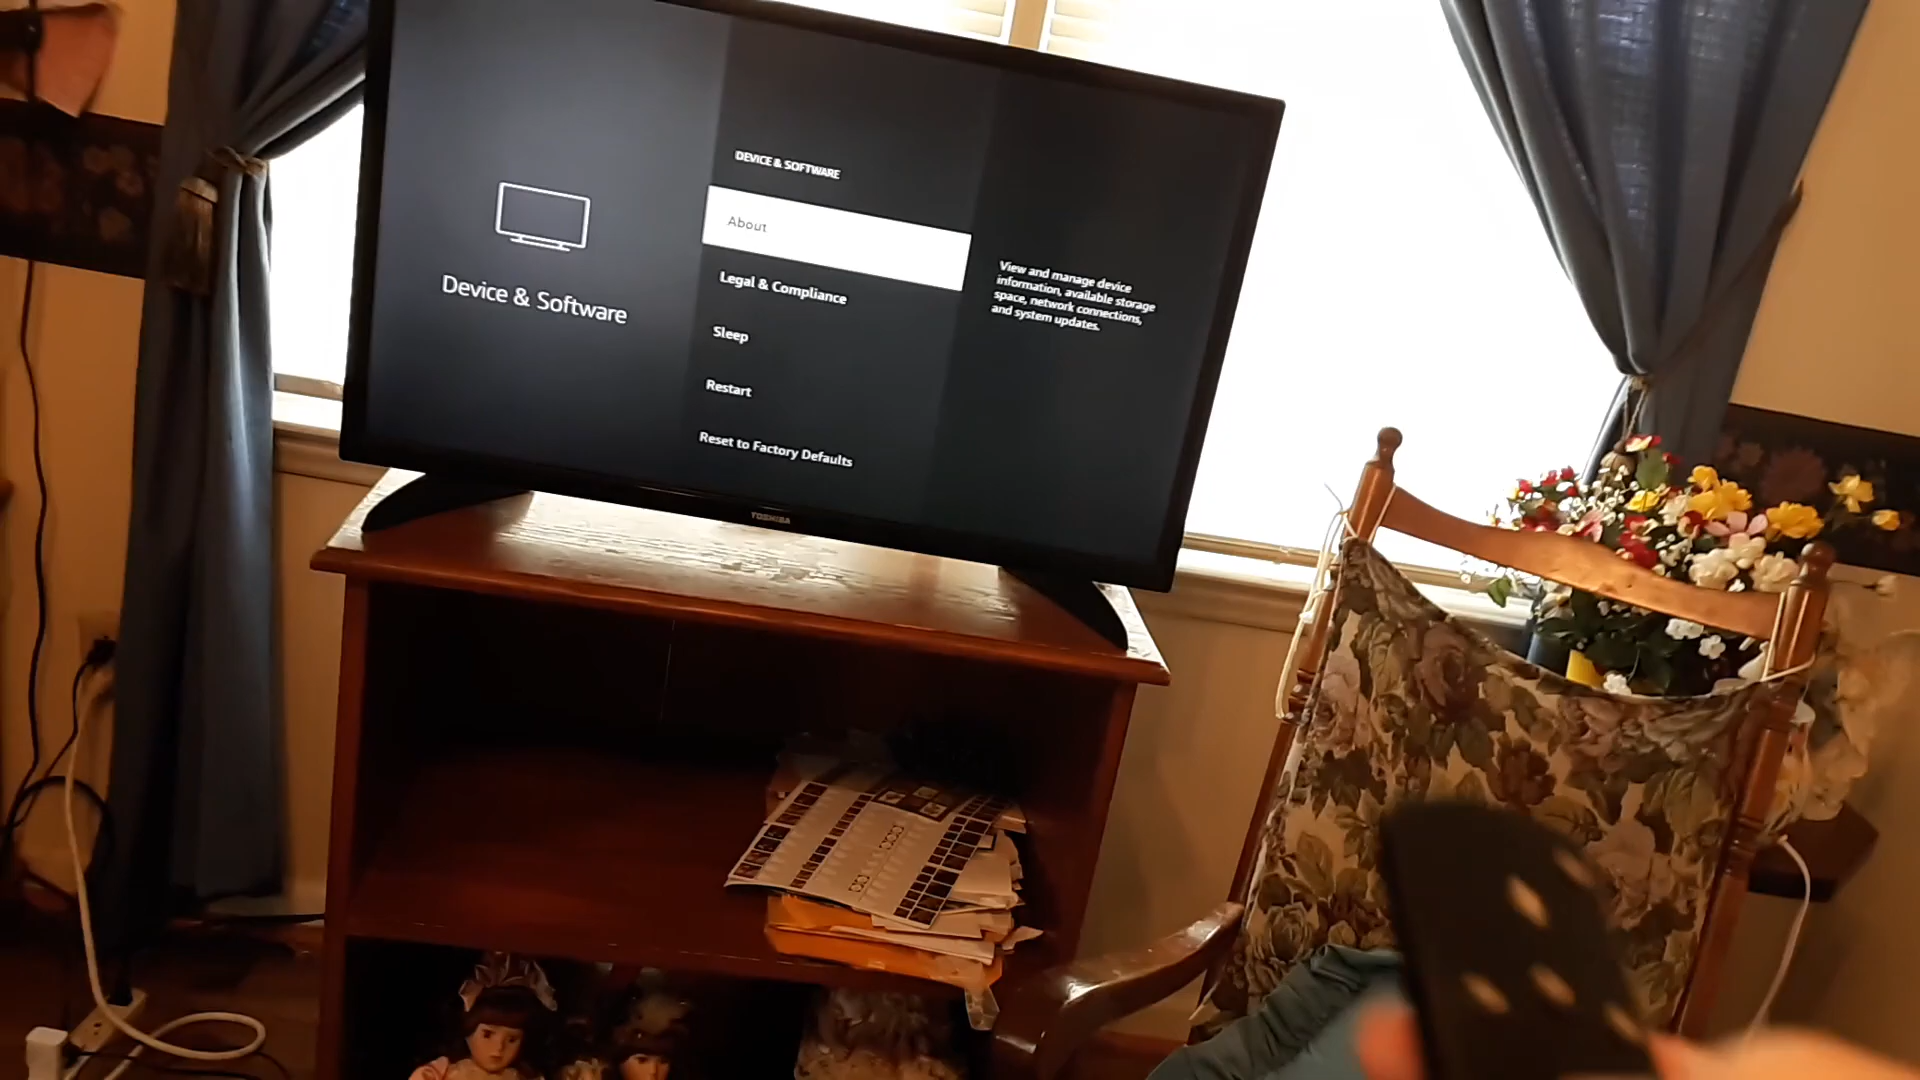 DEVICE & SOFTWARE
About
Device & Software
Legal & Compliance
Sleep
Restart
Reset to Factory Defaults
View and manage device
information, available storage
space, network connections,
and system updates.
TOSHIBA